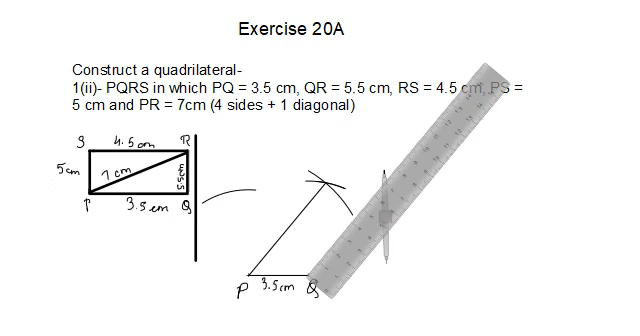 Exercise 20A
Construct a quadrilateral-
1(ii)- PQRS in which PQ = 3.5 cm, QR = 5.5 cm, RS = 4.5 cm, PS =
5 cm and PR = 7cm (4 sides + 1 diagonal)
S 4.5 cm R
5cm 7 cm 5.5
P 3.5 cm Q
P 3.5cm Q